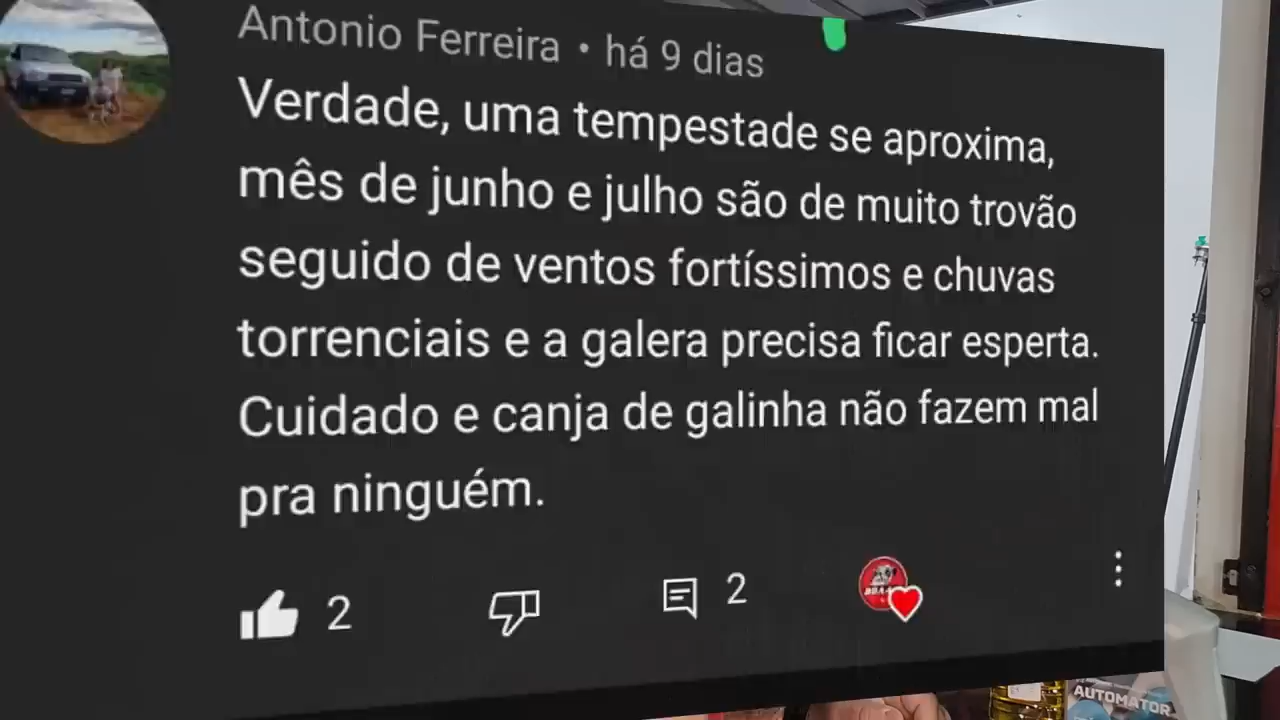 Antonio Ferreira • há 9 dias
Verdade, uma tempestade se aproxima,
mês de junho e julho são de muito trovão
seguido de ventos fortíssimos e chuvas
torrenciais e a galera precisa ficar esperta.
Cuidado e canja de galinha não fazem mal
pra ninguém.
2 2
AUTOMATOR